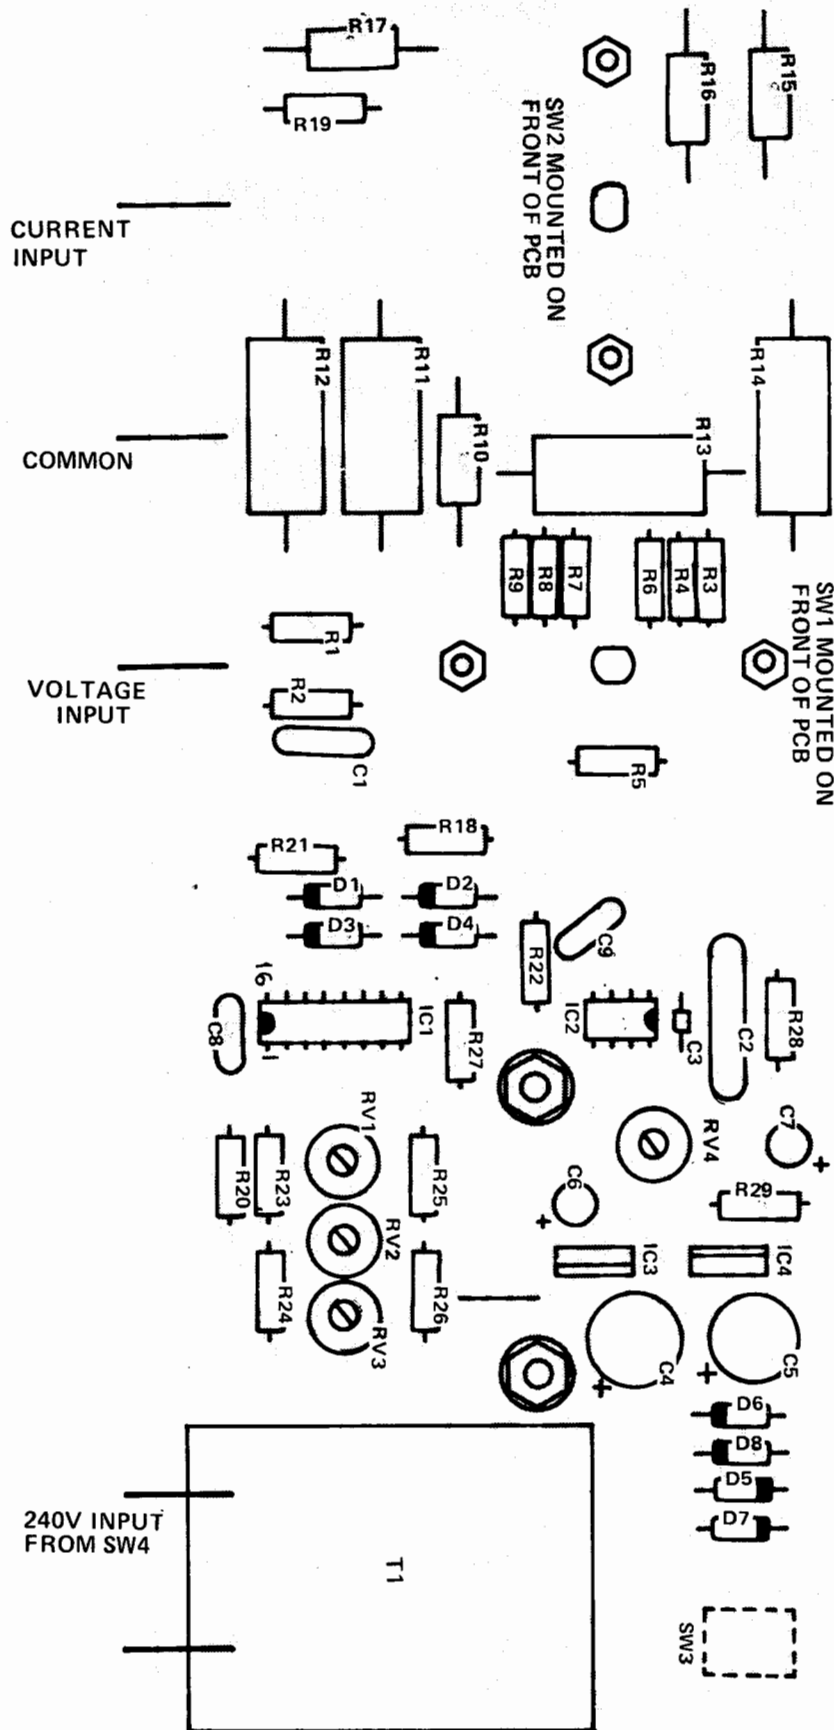 R17
R15
R16
R19
SW2 MOUNTED ON
FRONT OF PCB
CURRENT
INPUT
R12
R11
R14
R10
R13
COMMON
R9
R8
R7
R6
R4
R3
SW1 MOUNTED ON
FRONT OF PCB
R1
VOLTAGE
INPUT
R2
C1
R5
R18
R21
D1
D2
D3
D4
C9
R22
16
IC1
IC2
C8
1
R27
C3
C2
R28
RV1
C7
+
RV4
R20
R23
R25
C6
+
R29
RV2
IC3
IC4
R24
R26
RV3
C4
+
C5
+
D6
D8
D5
D7
240V INPUT
FROM SW4
T1
SW3